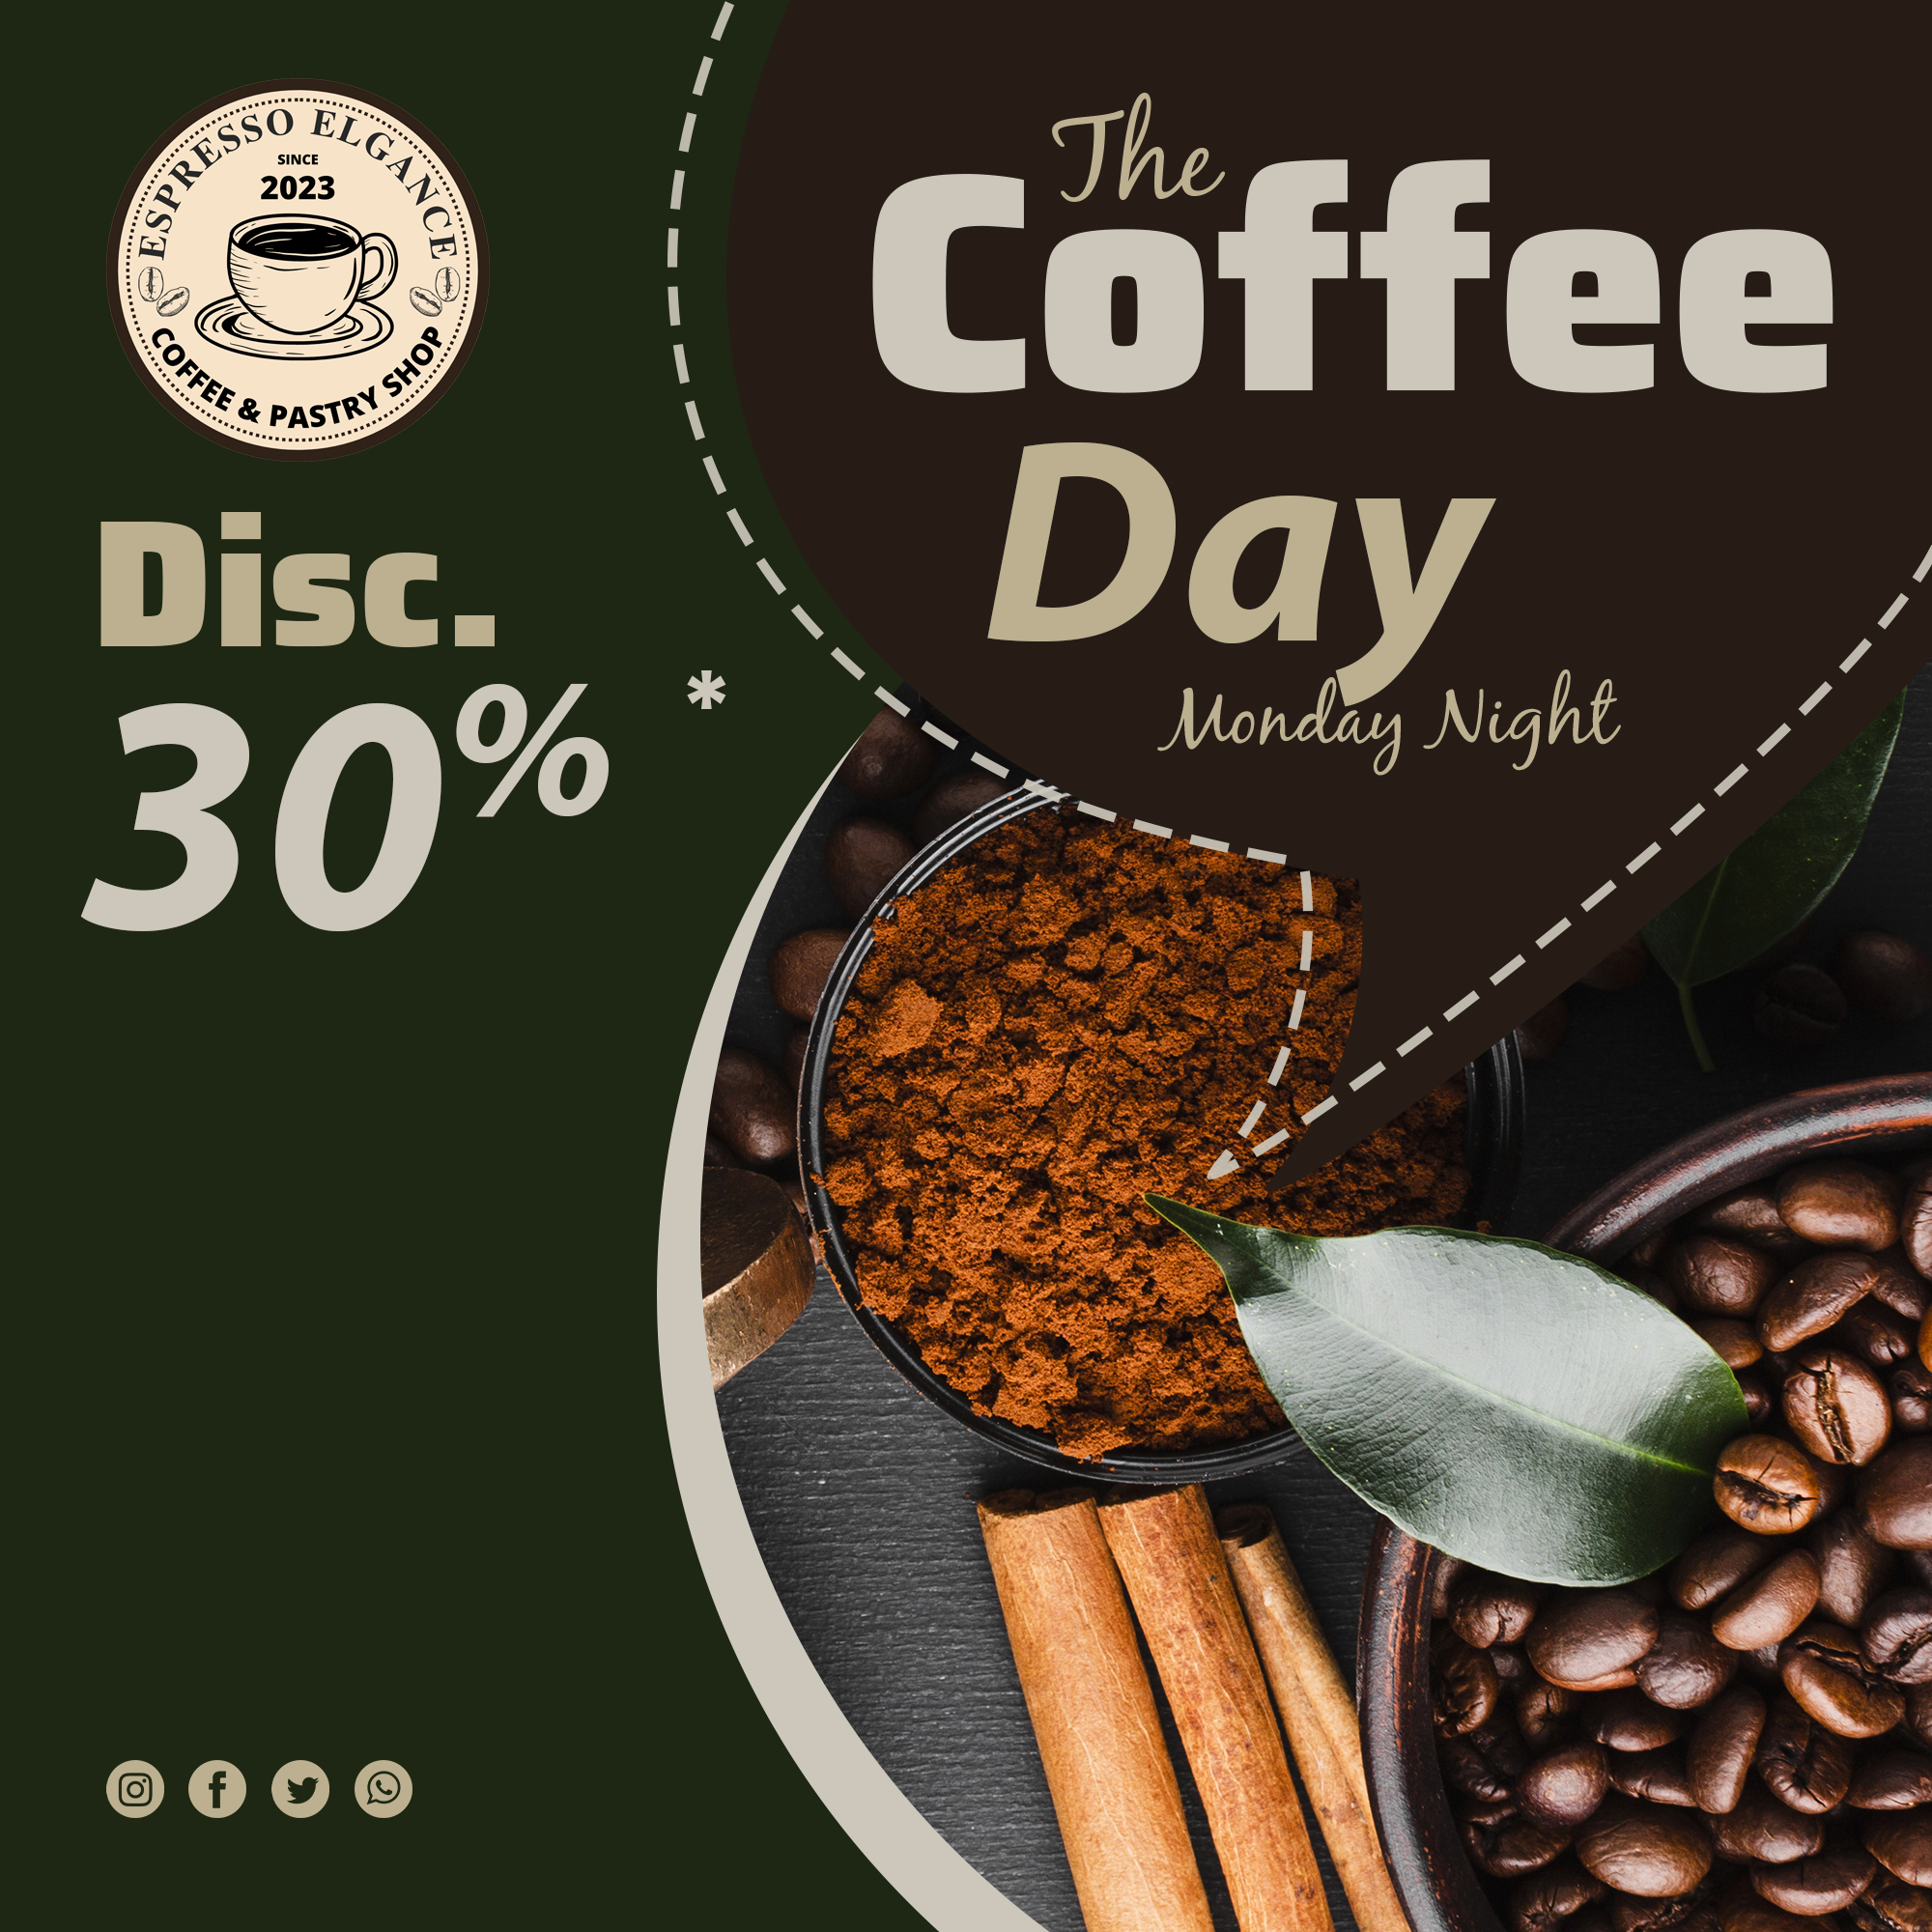 ESPRESSO ELGANCE
SINCE
2023
COFFEE & PASTRY SHOP
The
Coffee
Day
Monday Night
Disc.
30% *